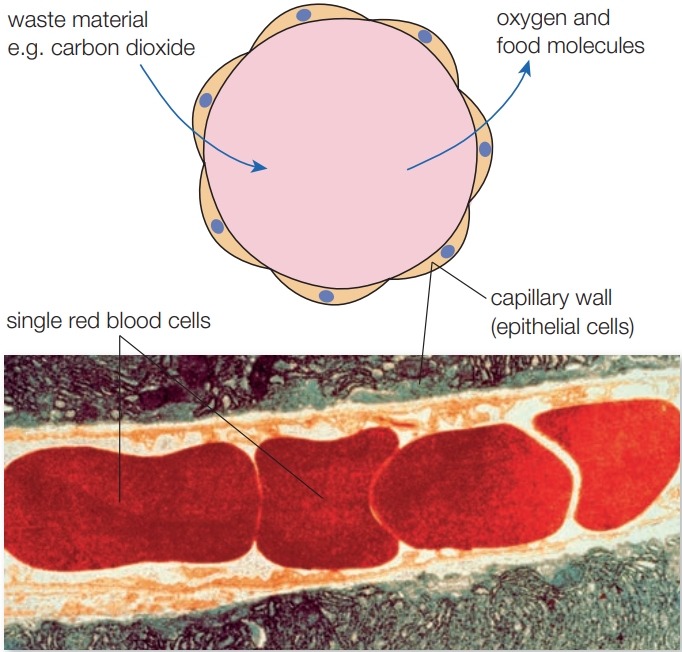 waste material
e.g. carbon dioxide
oxygen and
food molecules
capillary wall
(epithelial cells)
single red blood cells